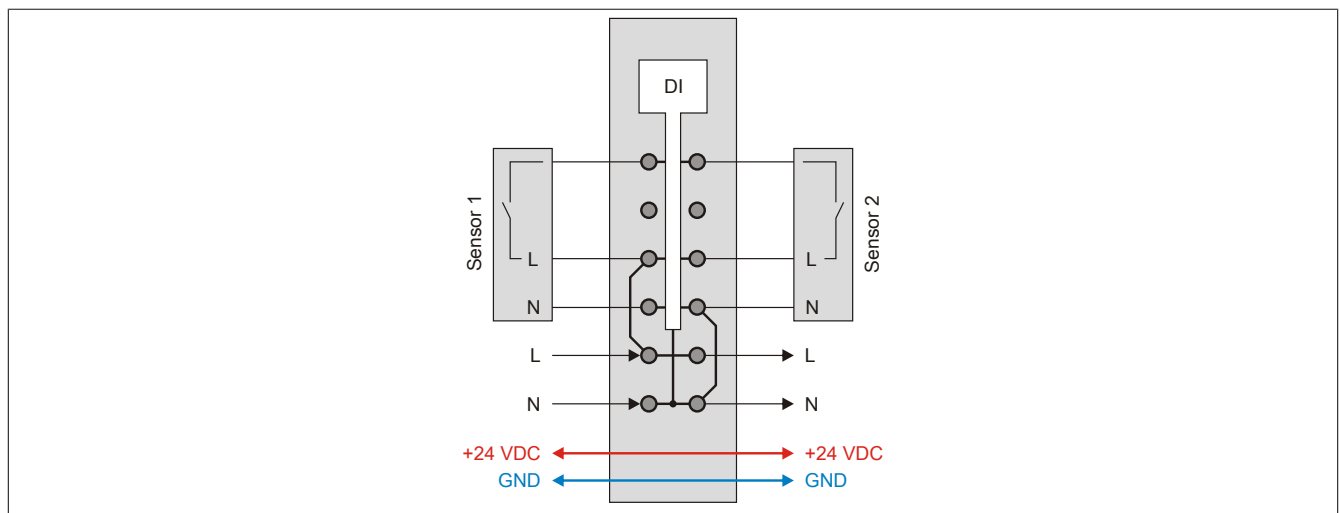 DI
Sensor 1
Sensor 2
L L
N N
L L
N N
+24 VDC +24 VDC
GND GND